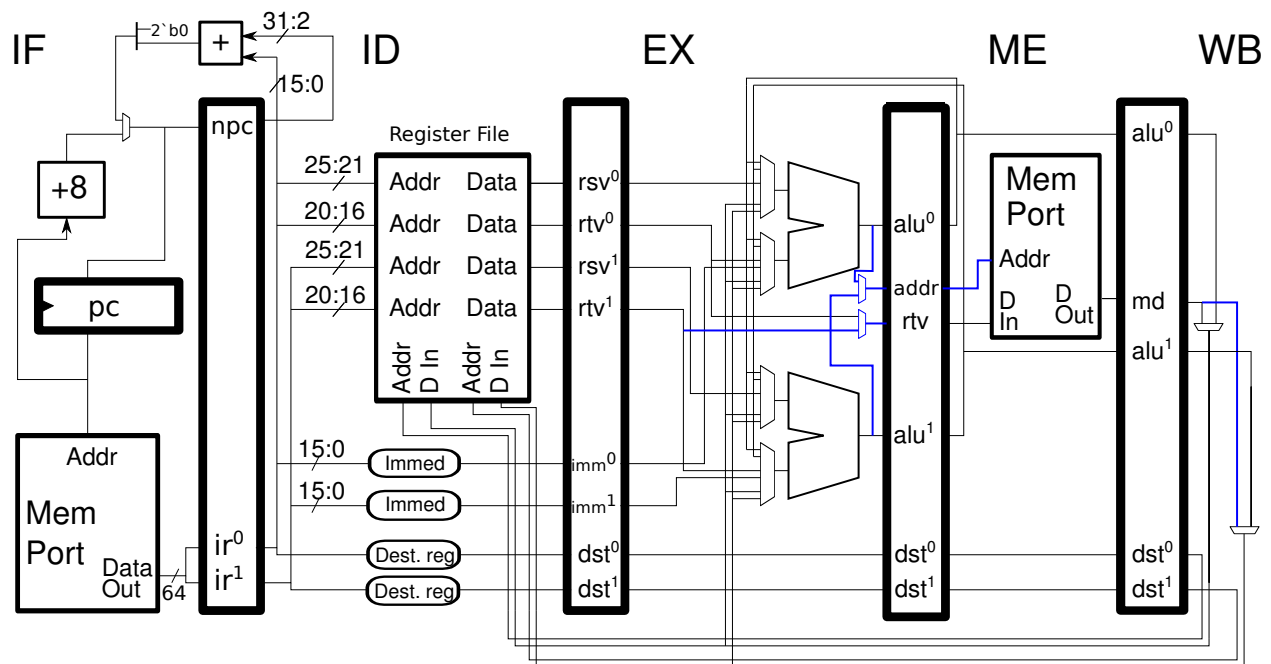 IF
ID
EX
ME
WB
2`b0
+
31:2
15:0
npc
+8
pc
Addr
Mem
Port
Data
Out
64
ir0
ir1
Register File
25:21
Addr
Data
20:16
Addr
Data
25:21
Addr
Data
20:16
Addr
Data
Addr
D In
Addr
D In
15:0
Immed
15:0
Immed
Dest. reg
Dest. reg
rsv0
rtv0
rsv1
rtv1
imm0
imm1
dst0
dst1
alu0
addr
rtv
alu1
dst0
dst1
Mem
Port
Addr
D
In
D
Out
alu0
md
alu1
dst0
dst1